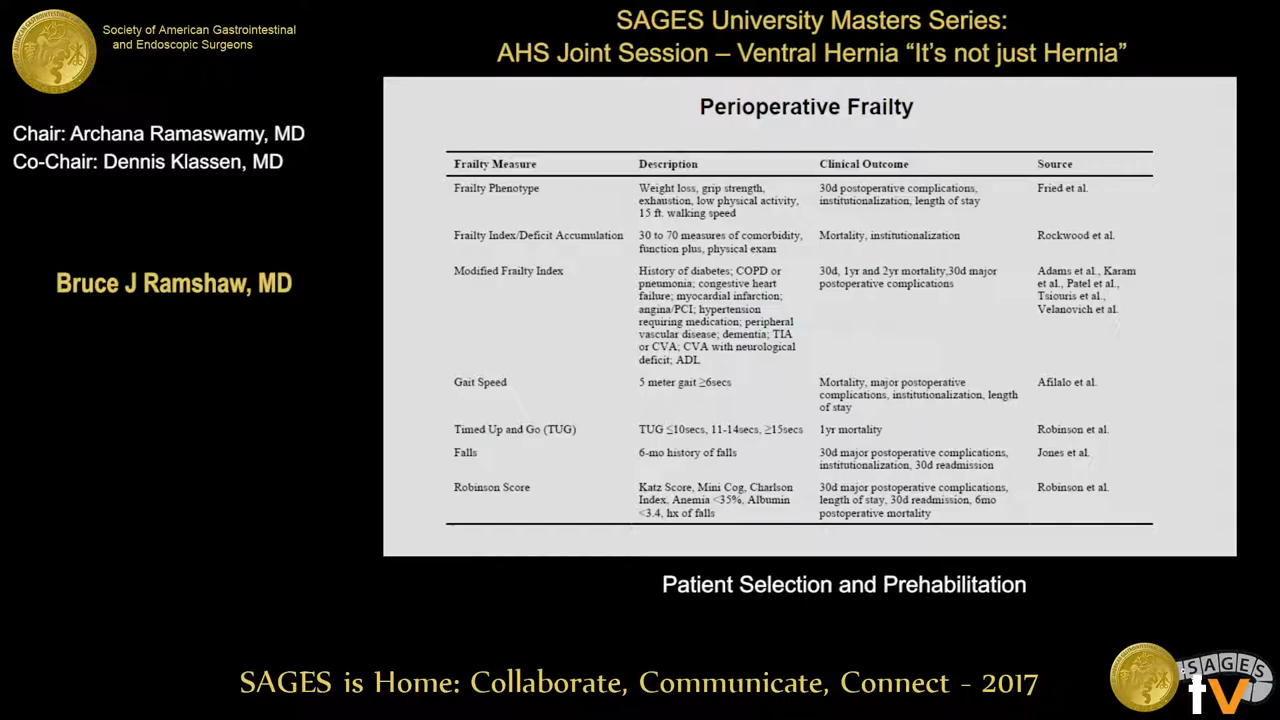 Society of American Gastrointestinal
and Endoscopic Surgeons
SAGES University Masters Series:
AHS Joint Session – Ventral Hernia “It’s not just Hernia”
Chair: Archana Ramaswamy, MD
Co-Chair: Dennis Klassen, MD
Bruce J Ramshaw, MD
Perioperative Frailty
Frailty Measure Description Clinical Outcome Source
Frailty Phenotype Weight loss, grip strength, 30d postoperative complications, Fried et al.
exhaustion, low physical activity, institutionalization, length of stay
15 ft. walking speed
Frailty Index/Deficit Accumulation 30 to 70 measures of comorbidity, Mortality, institutionalization Rockwood et al.
function plus, physical exam
Modified Frailty Index History of diabetes; COPD or 30d, 1yr and 2yr mortality,30d major Adams et al., Karam
pneumonia; congestive heart postoperative complications et al., Patel et al.,
failure; myocardial infarction; Tsiouris et al.,
angina/PCI; hypertension Velanovich et al.
requiring medication; peripheral
vascular disease; dementia; TIA
or CVA; CVA with neurological
deficit; ADL
Gait Speed 5 meter gait ≥6secs Mortality, major postoperative Afilalo et al.
complications, institutionalization, length
of stay
Timed Up and Go (TUG) TUG ≤10secs, 11-14secs, ≥15secs 1yr mortality Robinson et al.
Falls 6-mo history of falls 30d major postoperative complications, Jones et al.
institutionalization, 30d readmission
Robinson Score Katz Score, Mini Cog, Charlson 30d major postoperative complications, Robinson et al.
Index, Anemia <35%, Albumin length of stay, 30d readmission, 6mo
<3.4, hx of falls postoperative mortality
Patient Selection and Prehabilitation
SAGES is Home: Collaborate, Communicate, Connect - 2017
SAGES
tv